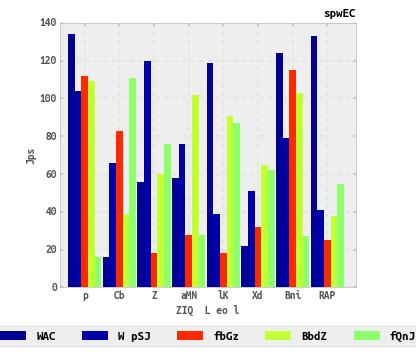 spwEC
140
120
100
80
60
40
20
0
Jps
p Cb Z aMN lK Xd Bni RAP
ZIQ L eo l
WAC W pSJ fbGz BbdZ fQnJ